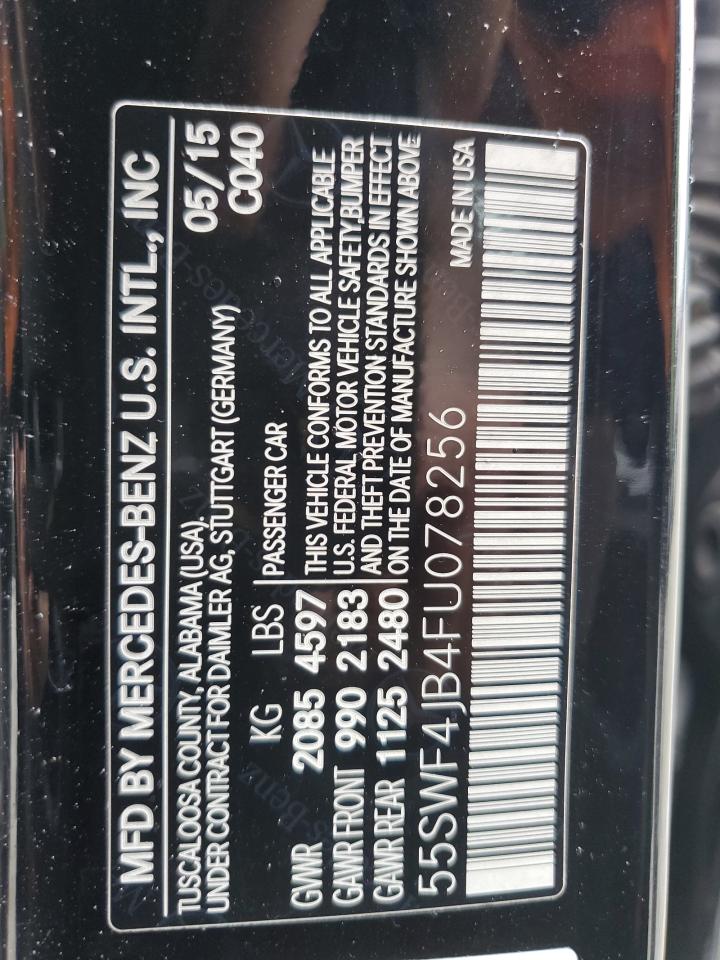 MFD BY MERCEDES-BENZ U.S. INTL., INC
TUSCALOOSA COUNTY, ALABAMA (USA), 05/15
UNDER CONTRACT FOR DAIMLER AG, STUTTGART (GERMANY) C040
KG LBS PASSENGER CAR
GVWR 2085 4597 THIS VEHICLE CONFORMS TO ALL APPLICABLE
GAWR FRONT 990 2183 U.S. FEDERAL MOTOR VEHICLE SAFETY,BUMPER
AND THEFT PREVENTION STANDARDS IN EFFECT
GAWR REAR 1125 2480 ON THE DATE OF MANUFACTURE SHOWN ABOVE
55SWF4JB4FU078256 MADE IN USA